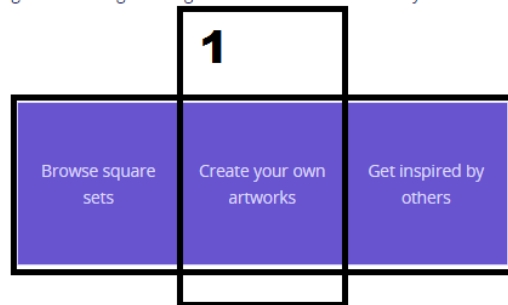 1
Browse square
sets
Create your own
artworks
Get inspired by
others